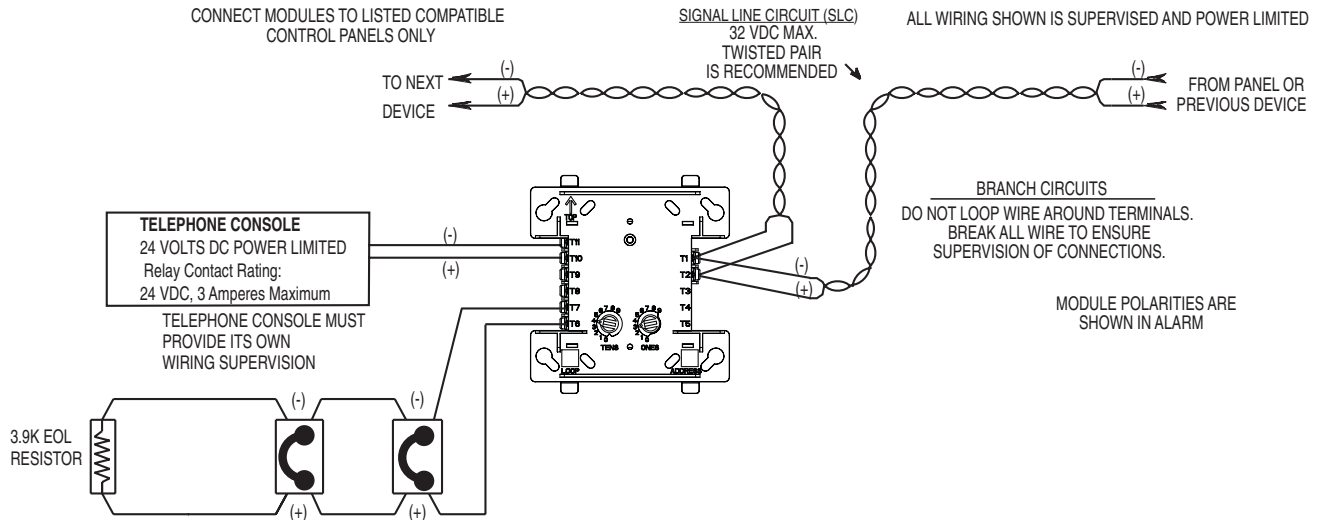 CONNECT MODULES TO LISTED COMPATIBLE
CONTROL PANELS ONLY
SIGNAL LINE CIRCUIT (SLC)
32 VDC MAX.
TWISTED PAIR
IS RECOMMENDED
ALL WIRING SHOWN IS SUPERVISED AND POWER LIMITED
TO NEXT
DEVICE
(-)
(+)
(-)
(+)
FROM PANEL OR
PREVIOUS DEVICE
BRANCH CIRCUITS
DO NOT LOOP WIRE AROUND TERMINALS.
BREAK ALL WIRE TO ENSURE
SUPERVISION OF CONNECTIONS.
MODULE POLARITIES ARE
SHOWN IN ALARM
TELEPHONE CONSOLE
24 VOLTS DC POWER LIMITED
Relay Contact Rating:
24 VDC, 3 Amperes Maximum
TELEPHONE CONSOLE MUST
PROVIDE ITS OWN
WIRING SUPERVISION
(-)
(+)
TOP
T11
T10
T9
T8
T7
T6
T1
T2
T3
T4
T5
(-)
(+)
TENS
ONES
LOOP
ADDRESS
3.9K EOL
RESISTOR
(-)
(-)
(+)
(+)